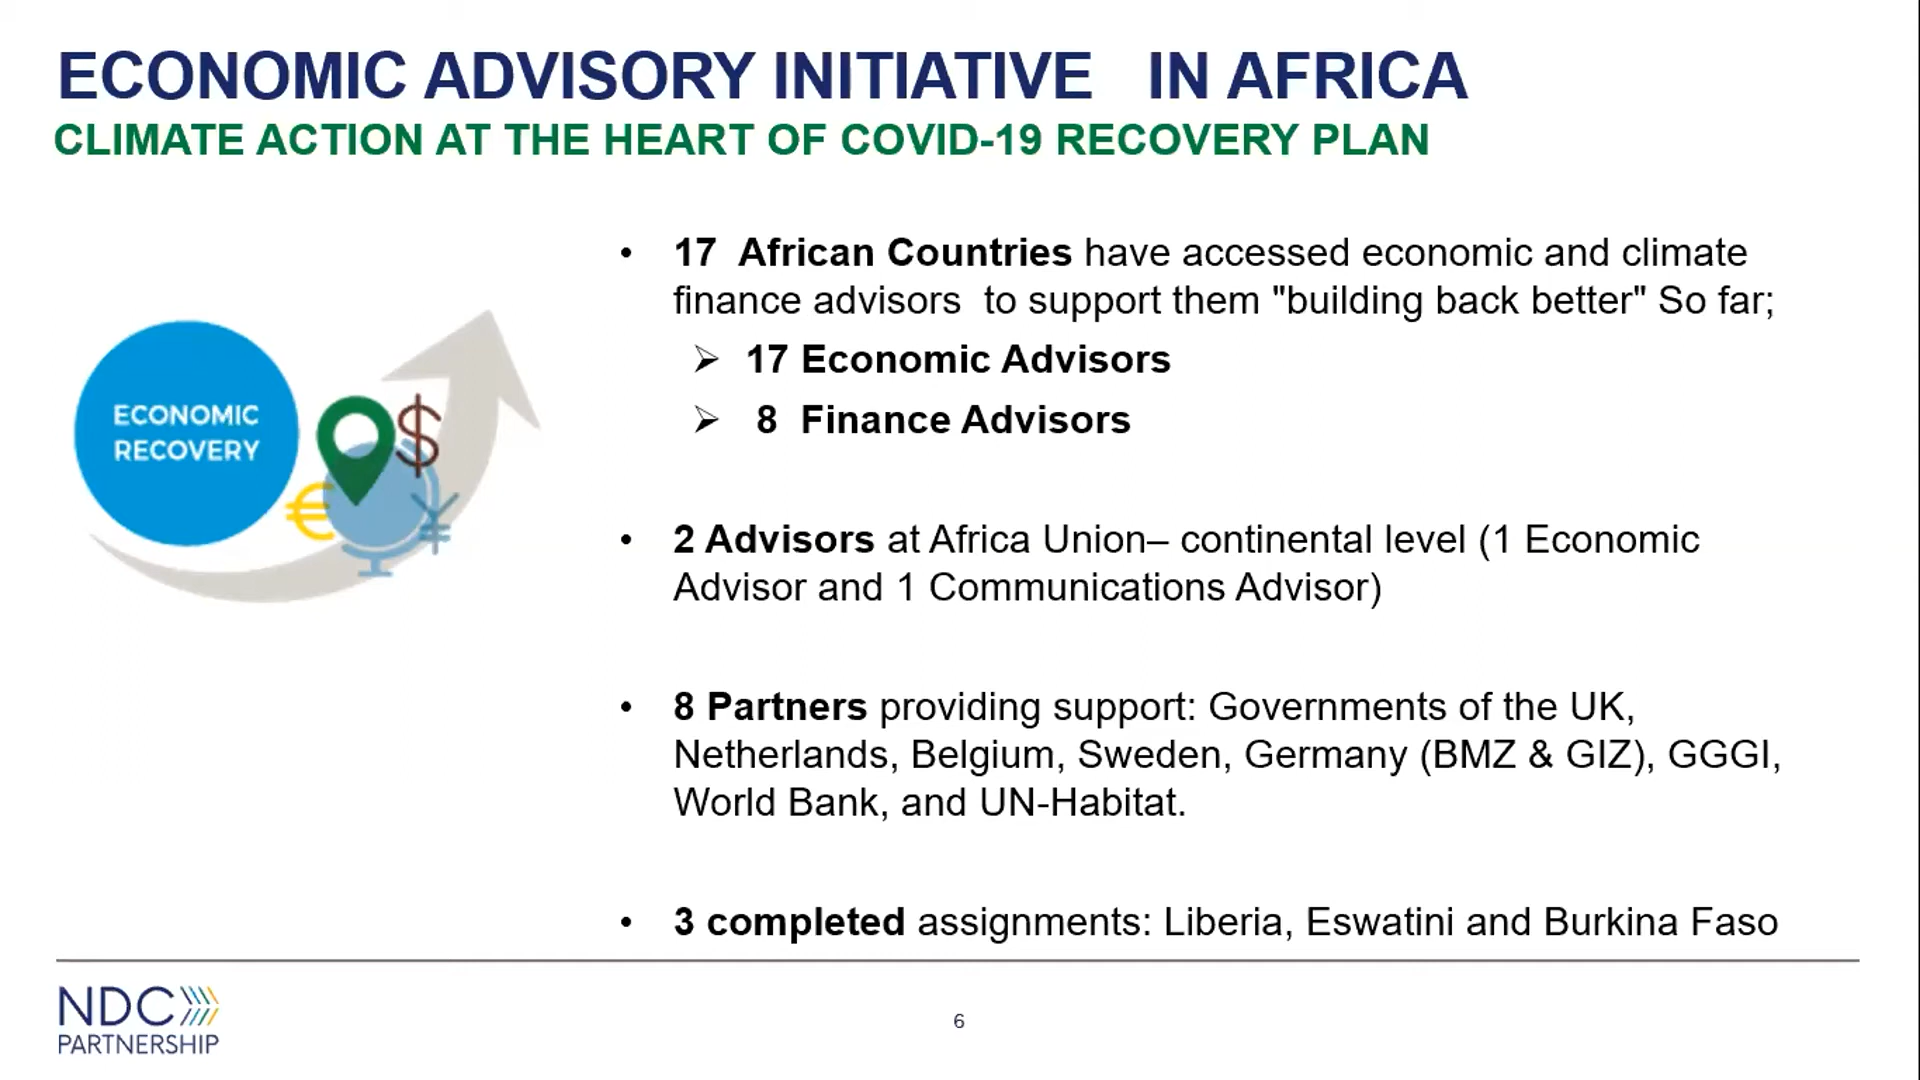 ECONOMIC ADVISORY INITIATIVE   IN AFRICA
CLIMATE ACTION AT THE HEART OF COVID-19 RECOVERY PLAN
ECONOMIC
RECOVERY
$
€
¥
• 17  African Countries have accessed economic and climate
finance advisors  to support them "building back better" So far;
➢ 17 Economic Advisors
➢ 8  Finance Advisors
• 2 Advisors at Africa Union– continental level (1 Economic
Advisor and 1 Communications Advisor)
• 8 Partners providing support: Governments of the UK,
Netherlands, Belgium, Sweden, Germany (BMZ & GIZ), GGGI,
World Bank, and UN-Habitat.
• 3 completed assignments: Liberia, Eswatini and Burkina Faso
NDC
PARTNERSHIP
6